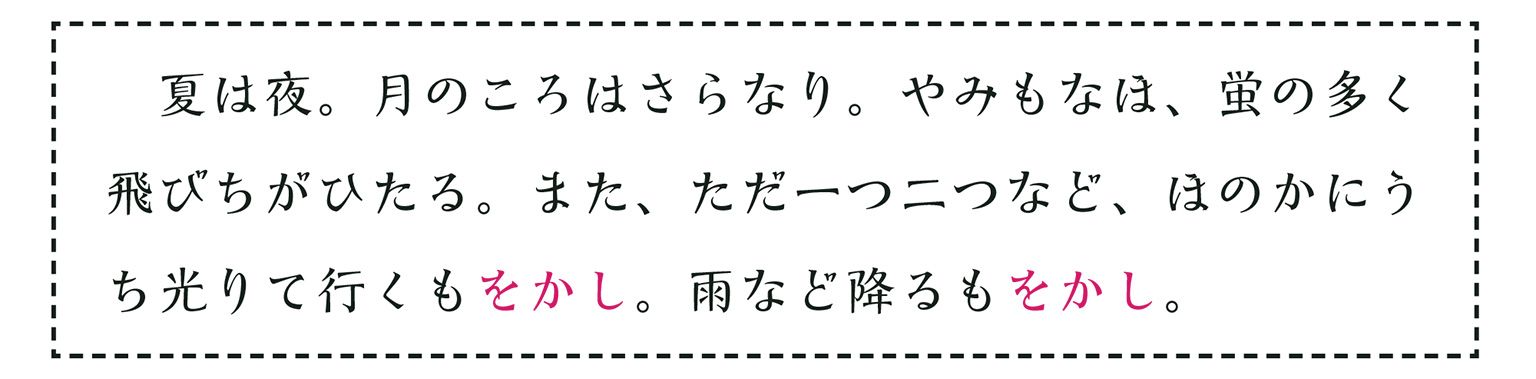 夏は夜。月のころはさらなり。やみもなほ、蛍の多く
飛びちがひたる。また、ただ一つ二つなど、ほのかにう
ち光りて行くもをかし。雨など降るもをかし。